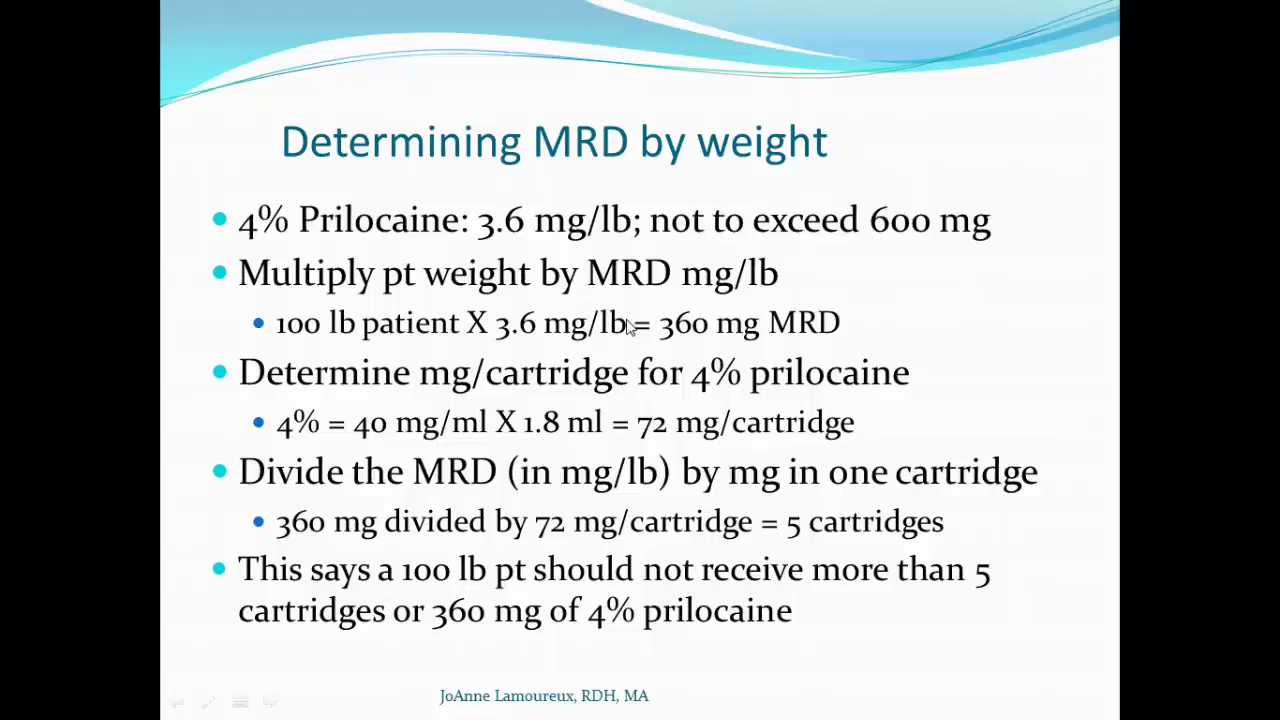 Determining MRD by weight
4% Prilocaine: 3.6 mg/lb; not to exceed 600 mg
Multiply pt weight by MRD mg/lb
100 lb patient X 3.6 mg/lb = 360 mg MRD
Determine mg/cartridge for 4% prilocaine
4% = 40 mg/ml X 1.8 ml = 72 mg/cartridge
Divide the MRD (in mg/lb) by mg in one cartridge
360 mg divided by 72 mg/cartridge = 5 cartridges
This says a 100 lb pt should not receive more than 5
cartridges or 360 mg of 4% prilocaine
JoAnne Lamoureux, RDH, MA